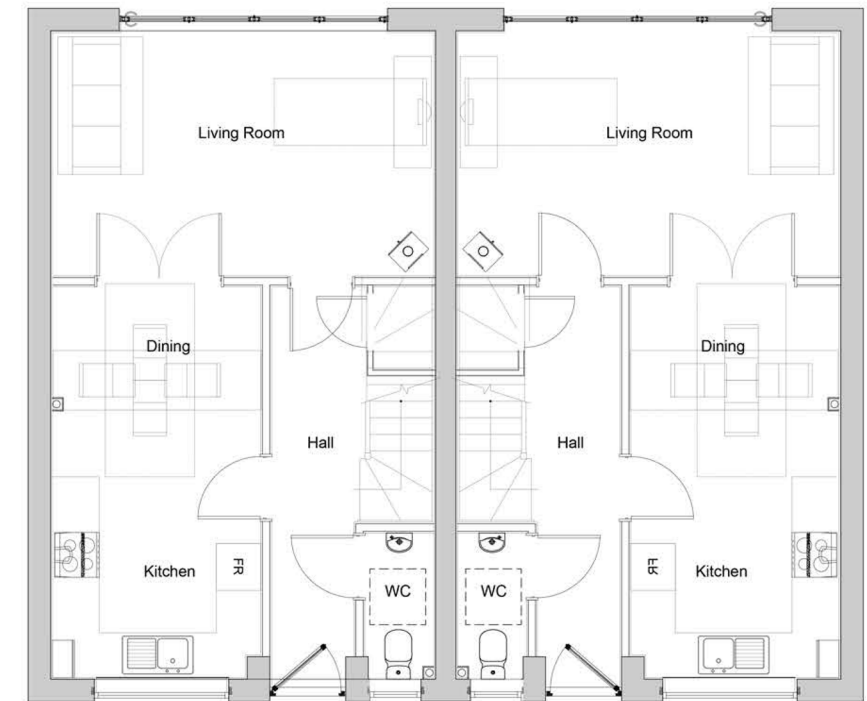 Living Room
Living Room
Dining
Dining
Hall
Hall
Kitchen
FR
WC
WC
FR
Kitchen